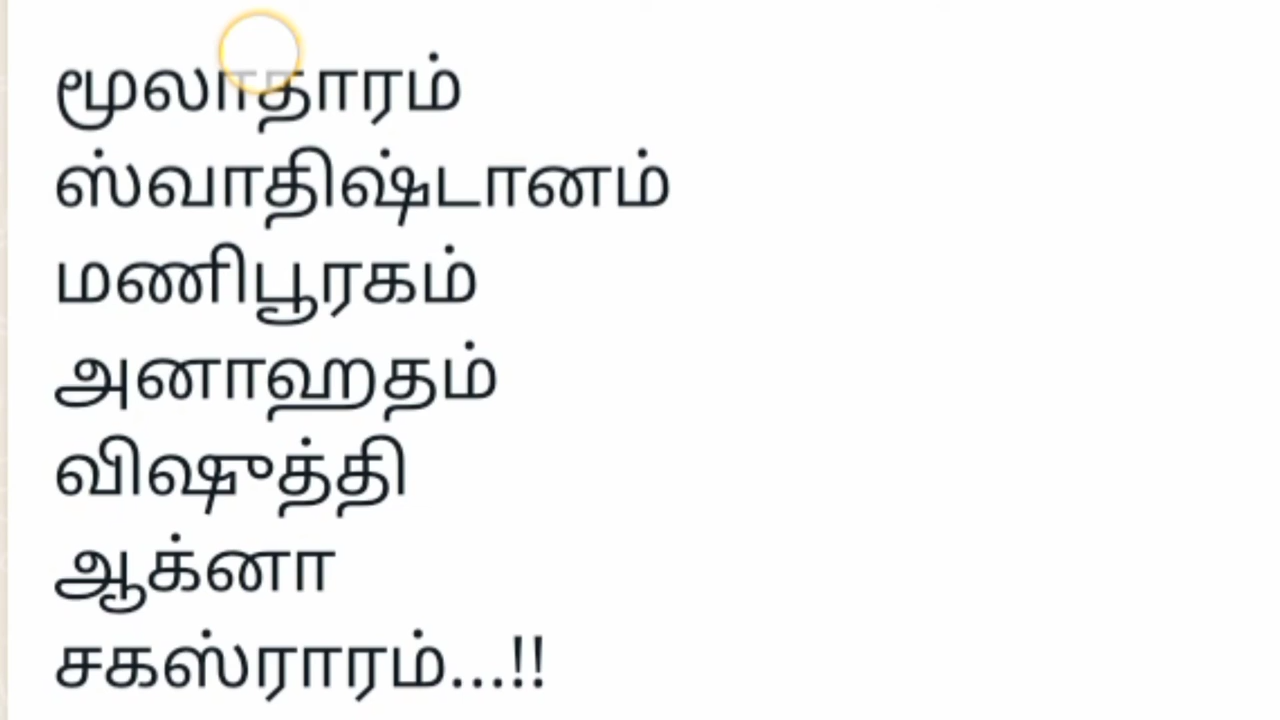 மூலாதாரம்
ஸ்வாதிஷ்டானம்
மணிபூரகம்
அனாஹதம்
விஷுத்தி
ஆக்னா
சகஸ்ராரம்...!!